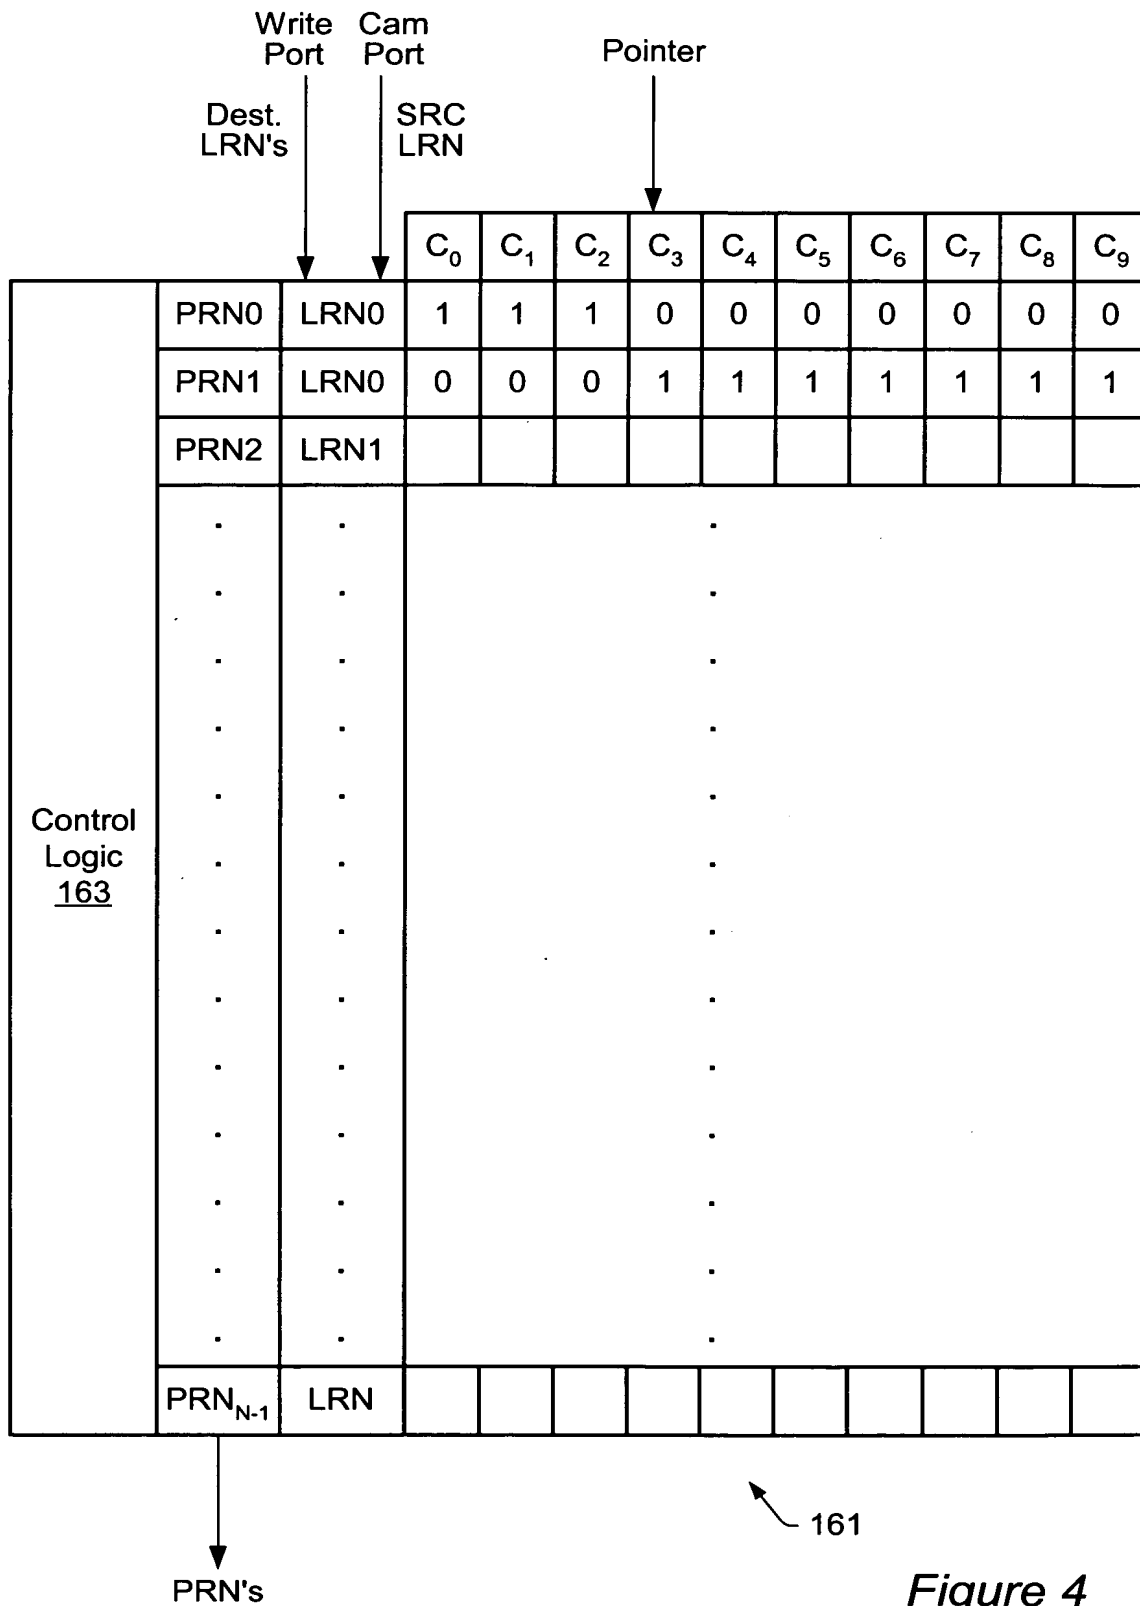 Write Port
Cam Port
Pointer
Dest. LRN's
SRC LRN
C0 C1 C2 C3 C4 C5 C6 C7 C8 C9
PRN0 LRN0 1 1 1 0 0 0 0 0 0 0
PRN1 LRN0 0 0 0 1 1 1 1 1 1 1
PRN2 LRN1
Control
Logic
163
PRNN-1 LRN
161
PRN's
Figure 4